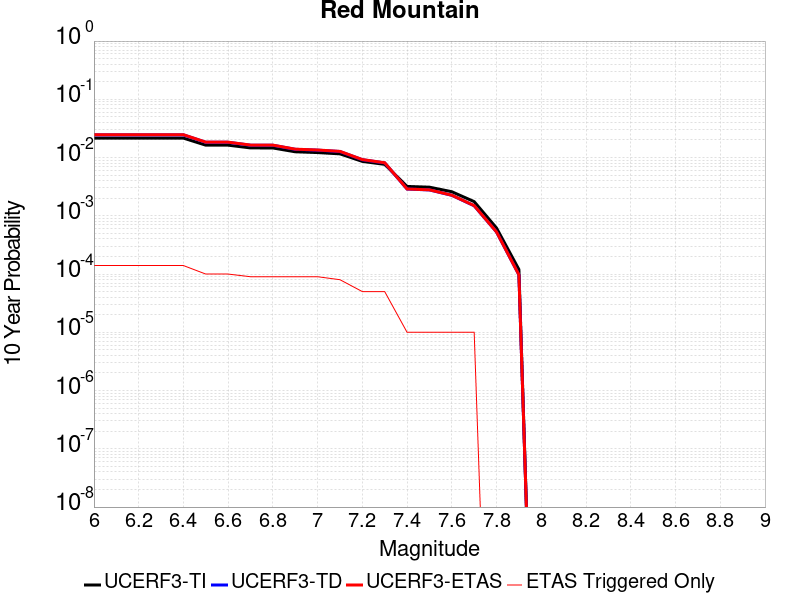 Red Mountain
10 0
10 -1
10 -2
10 -3
10 -4
10 -5
10 -6
10 -7
10 -8
10 Year Probability
6 6.2 6.4 6.6 6.8 7 7.2 7.4 7.6 7.8 8 8.2 8.4 8.6 8.8 9
Magnitude
UCERF3-TI UCERF3-TD UCERF3-ETAS ETAS Triggered Only